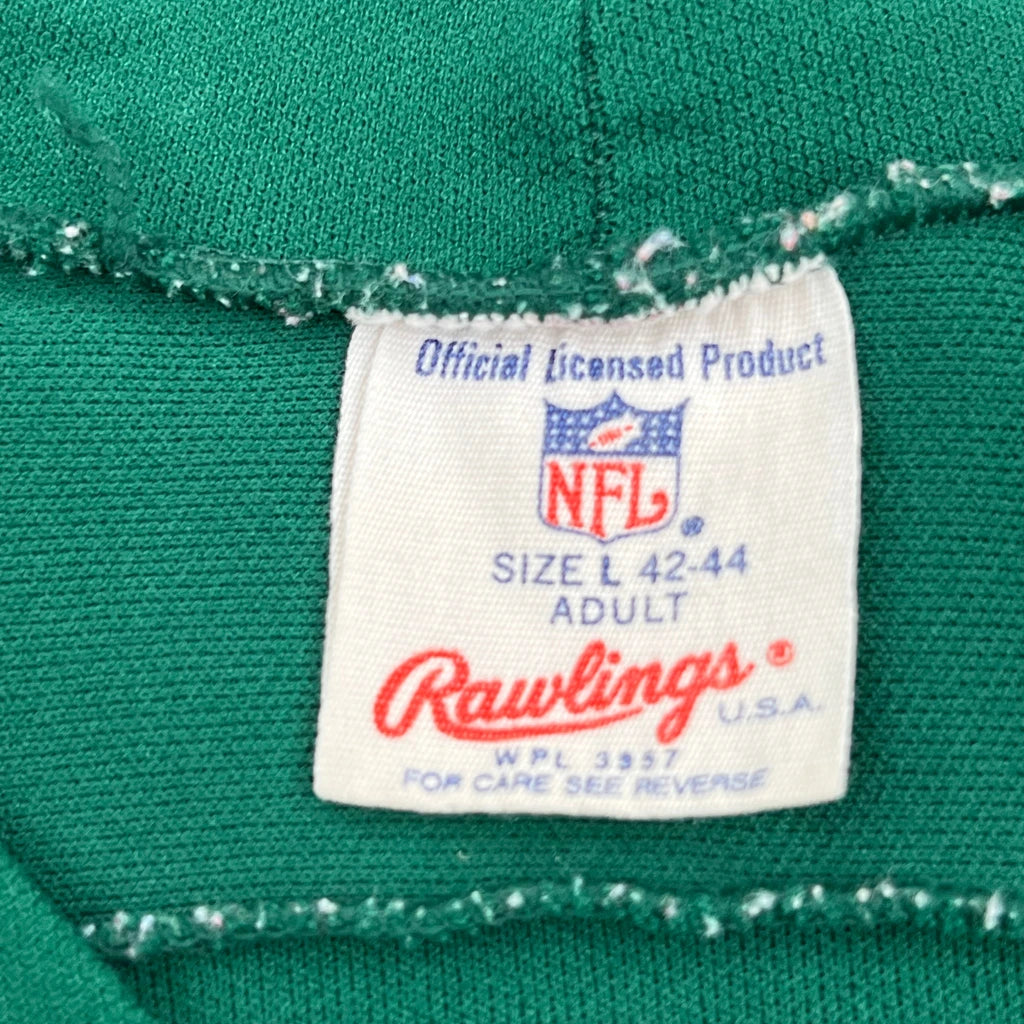 Official Licensed Product
NFL®
SIZE L 42-44
ADULT
Rawlings®
U.S.A.
WPL 3957
FOR CARE SEE REVERSE